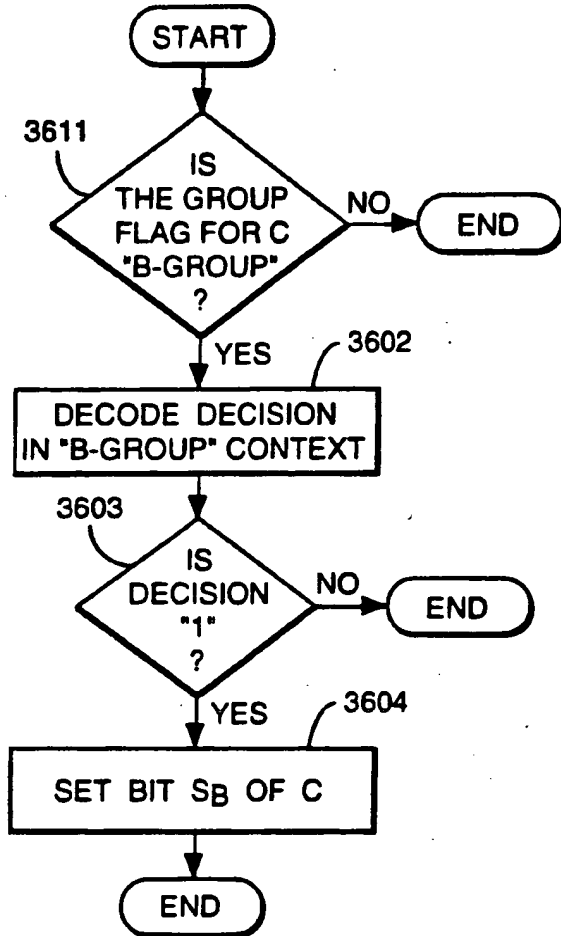 START
3611
IS
THE GROUP
FLAG FOR C
"B-GROUP"
?
NO
END
YES
3602
DECODE DECISION
IN "B-GROUP" CONTEXT
3603
IS
DECISION
"1"
?
NO
END
YES
3604
SET BIT SB OF C
END